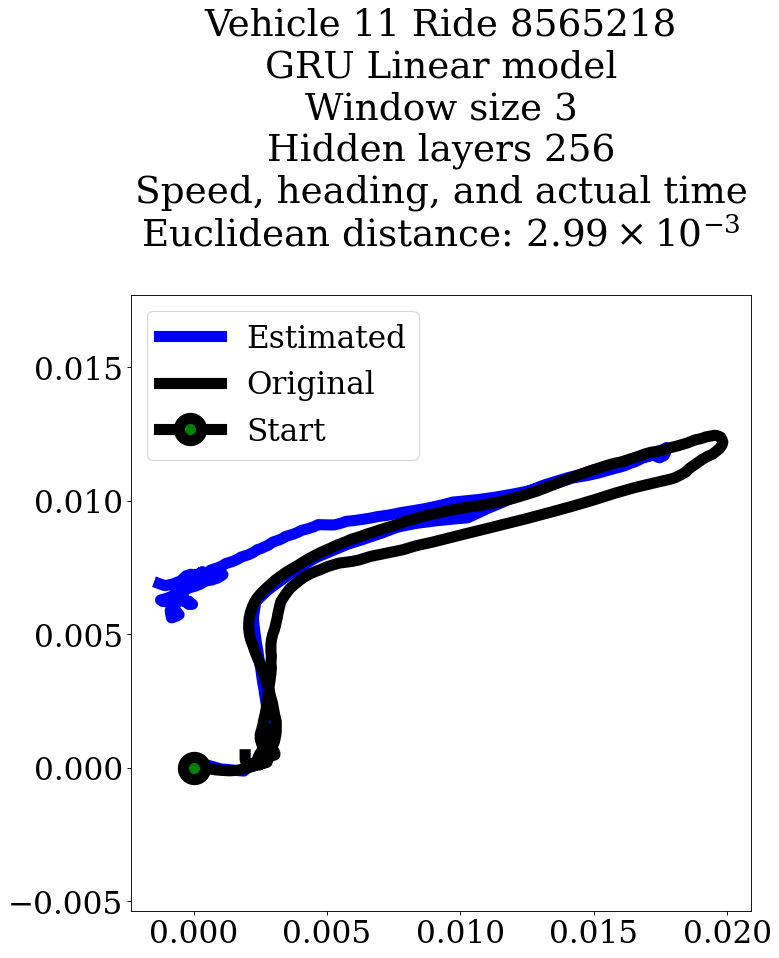 Vehicle 11 Ride 8565218
GRU Linear model
Window size 3
Hidden layers 256
Speed, heading, and actual time
Euclidean distance: 2.99 × 10⁻³
Estimated
Original
Start
0.015
0.010
0.005
0.000
−0.005
0.000 0.005 0.010 0.015 0.020